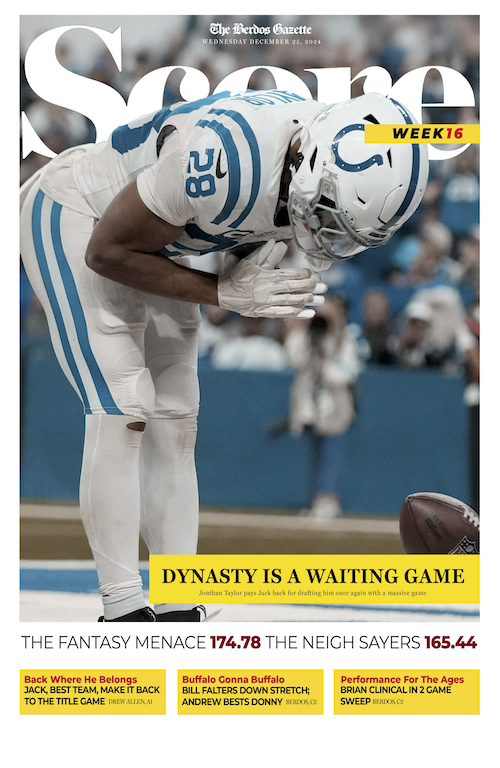 The Berdos Gazette
WEDNESDAY DECEMBER 25, 2024
Score
WEEK16
TAYLOR
28
DYNASTY IS A WAITING GAME
Jonthan Taylor pays Jack back for drafting him once again with a massive game
THE FANTASY MENACE 174.78 THE NEIGH SAYERS 165.44
Back Where He Belongs
JACK, BEST TEAM, MAKE IT BACK
TO THE TITLE GAME DREW ALLEN, A1
Buffalo Gonna Buffalo
BILL FALTERS DOWN STRETCH;
ANDREW BESTS DONNY BERDOS, C2
Performance For The Ages
BRIAN CLINICAL IN 2 GAME
SWEEP BERDOS, C2